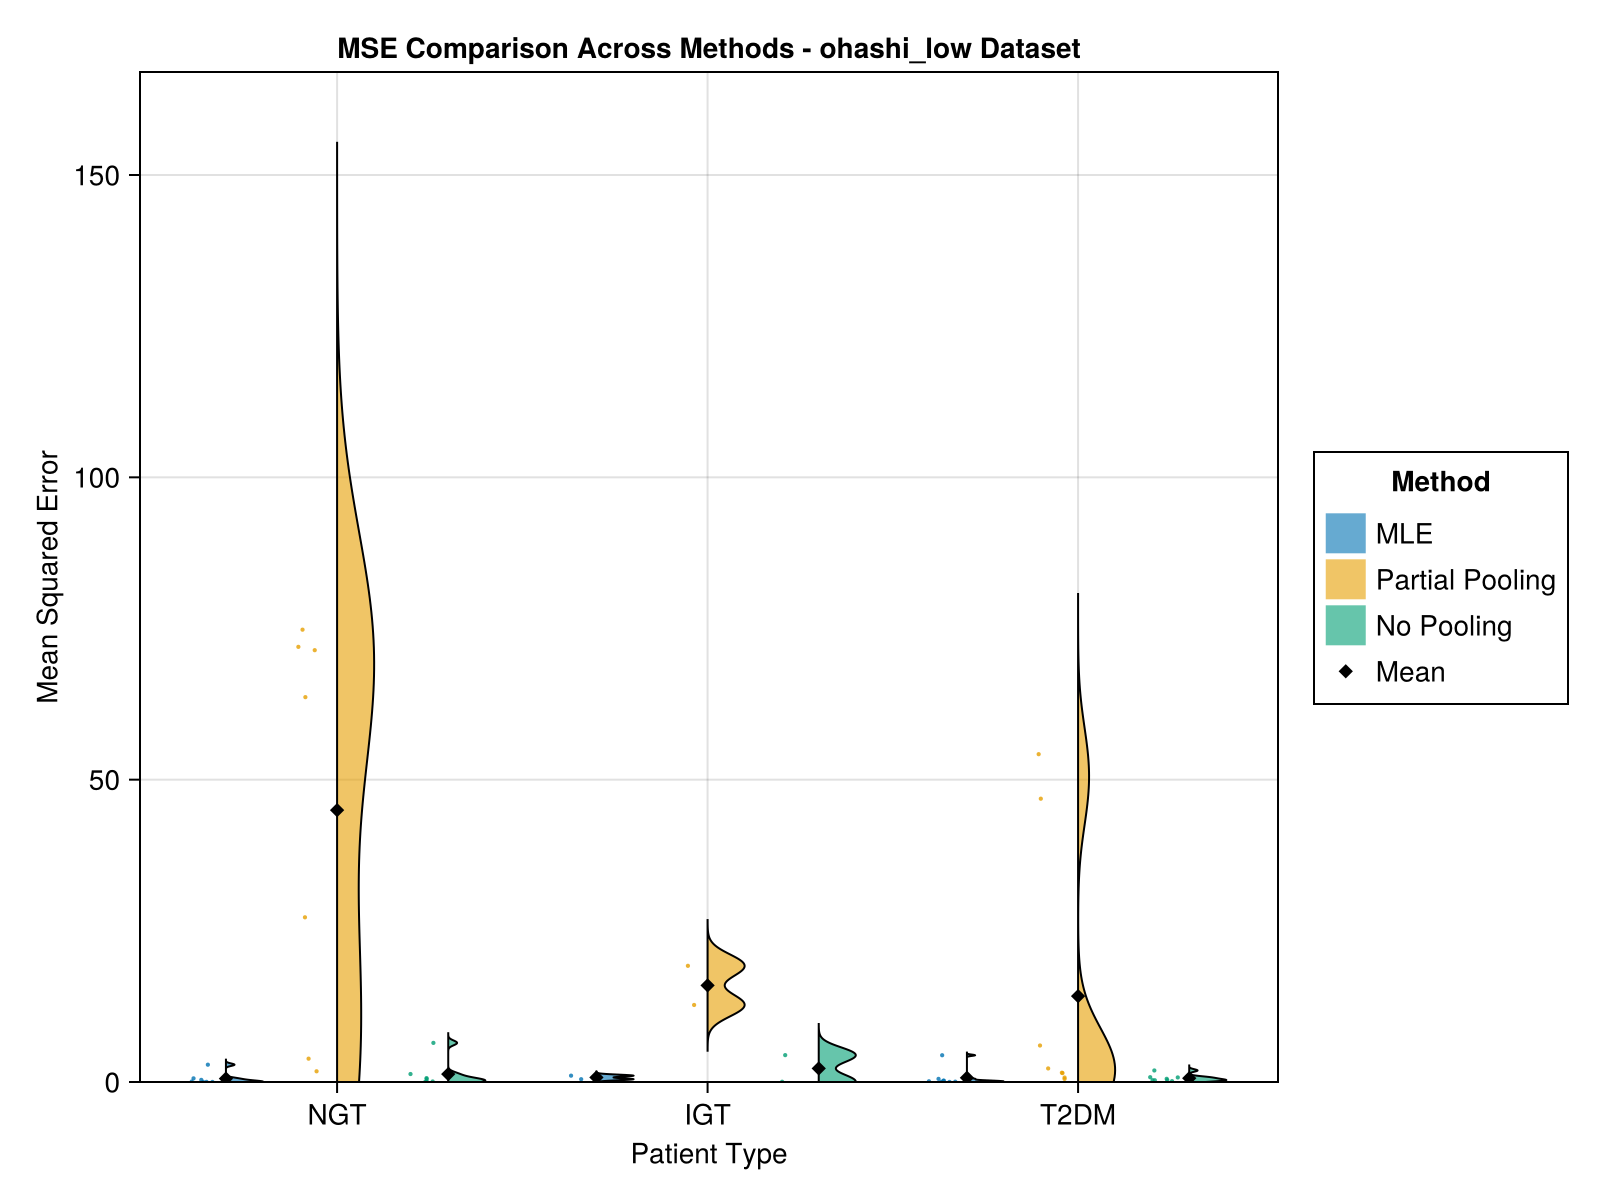 MSE Comparison Across Methods - ohashi_low Dataset
Mean Squared Error
150
100
50
0
NGT
IGT
T2DM
Patient Type
Method
MLE
Partial Pooling
No Pooling
Mean